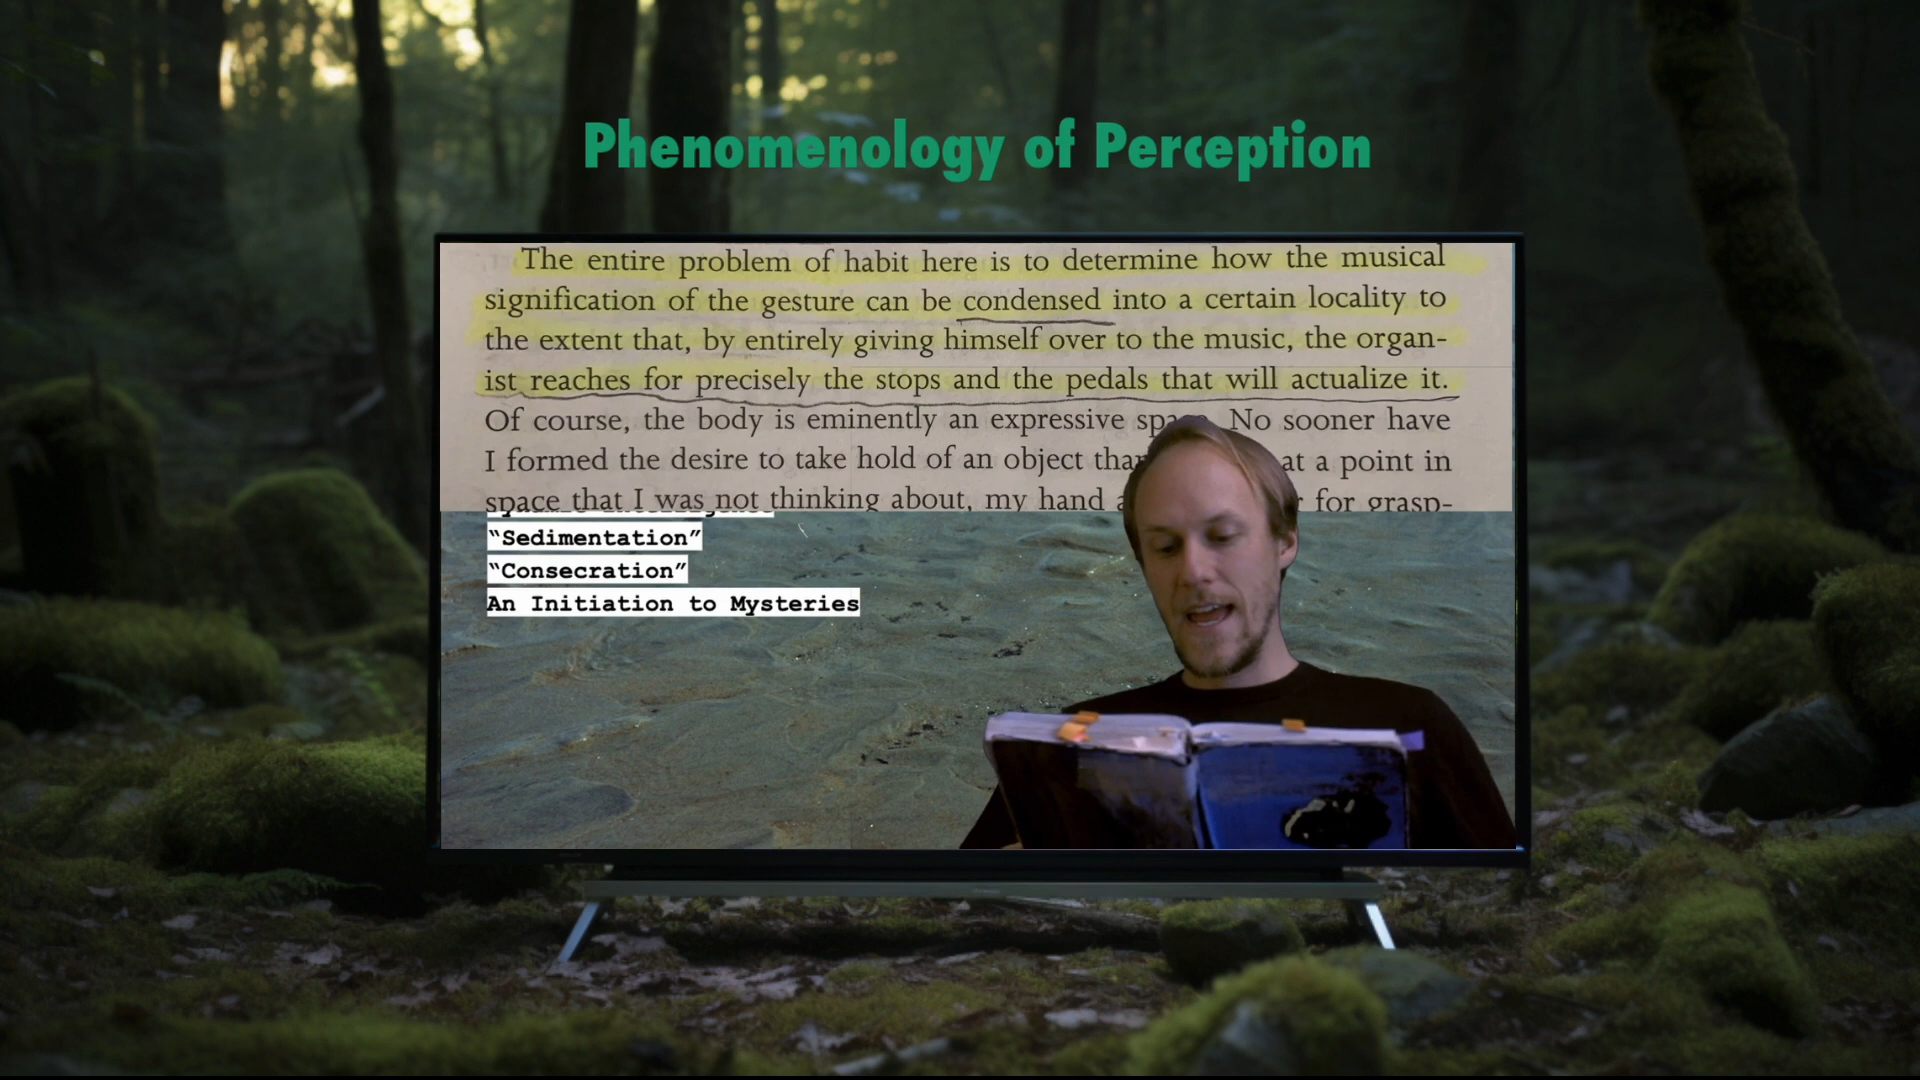 Phenomenology of Perception
The entire problem of habit here is to determine how the musical
signification of the gesture can be condensed into a certain locality to
the extent that, by entirely giving himself over to the music, the organ-
ist reaches for precisely the stops and the pedals that will actualize it.
Of course, the body is eminently an expressive No sooner have
I formed the desire to take hold of an object at a point in
space that I was not thinking about, my hand for grasp-
“Sedimentation”
“Consecration”
An Initiation to Mysteries